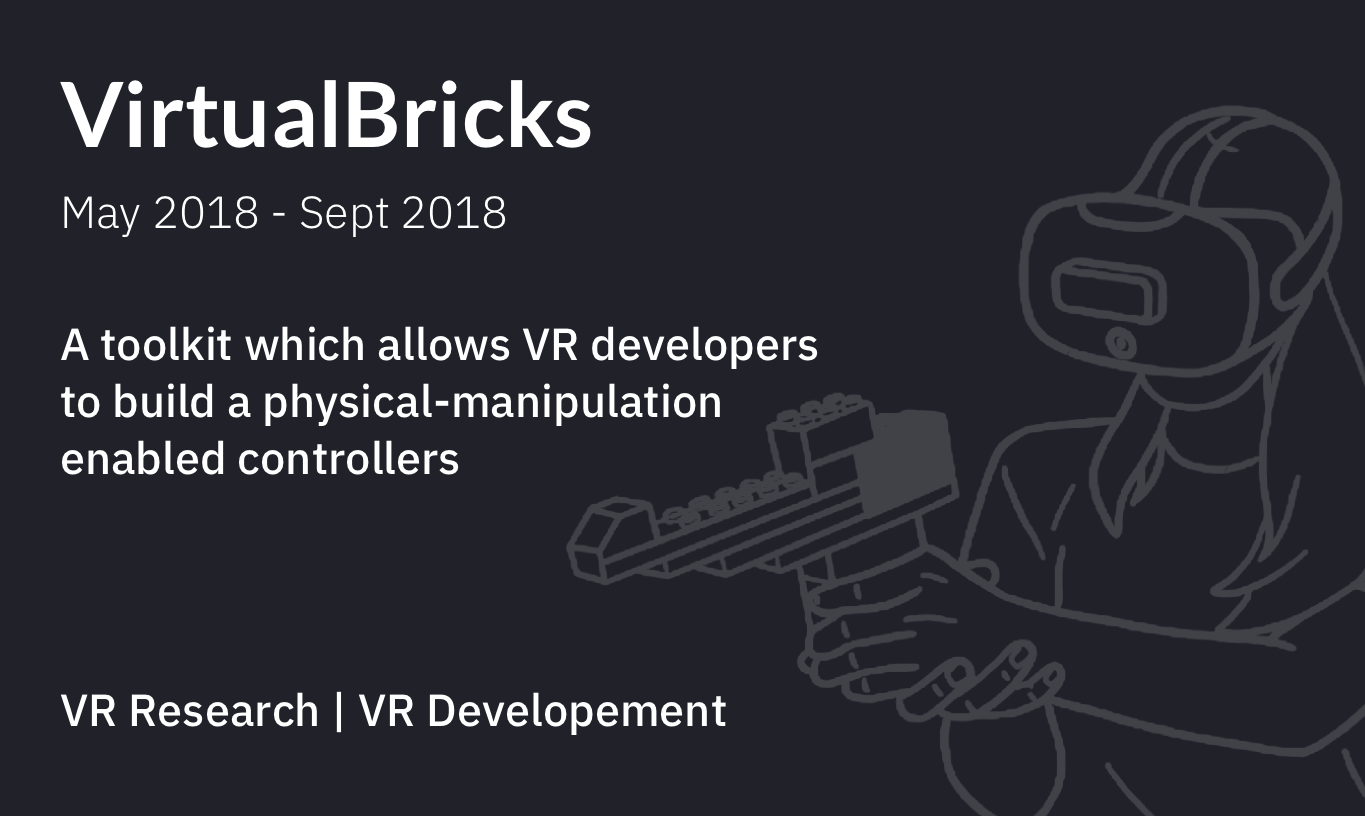 VirtualBricks
May 2018 - Sept 2018
A toolkit which allows VR developers
to build a physical-manipulation
enabled controllers
VR Research | VR Developement